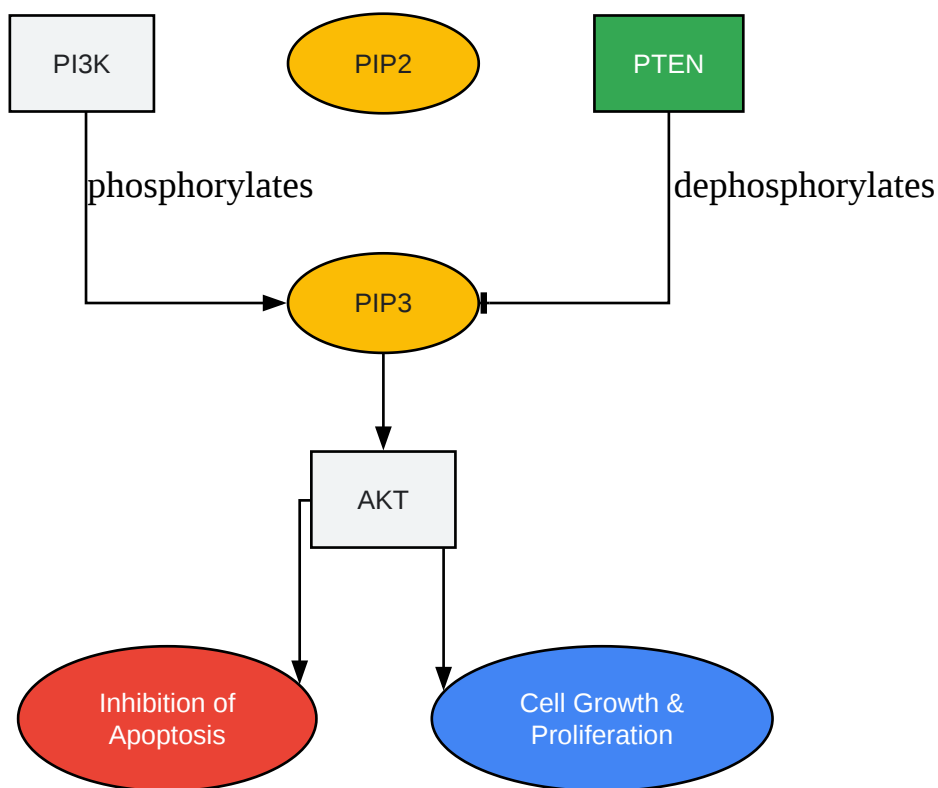 PI3K
PIP2
PTEN
phosphorylates
dephosphorylates
PIP3
AKT
Inhibition of
Apoptosis
Cell Growth &
Proliferation